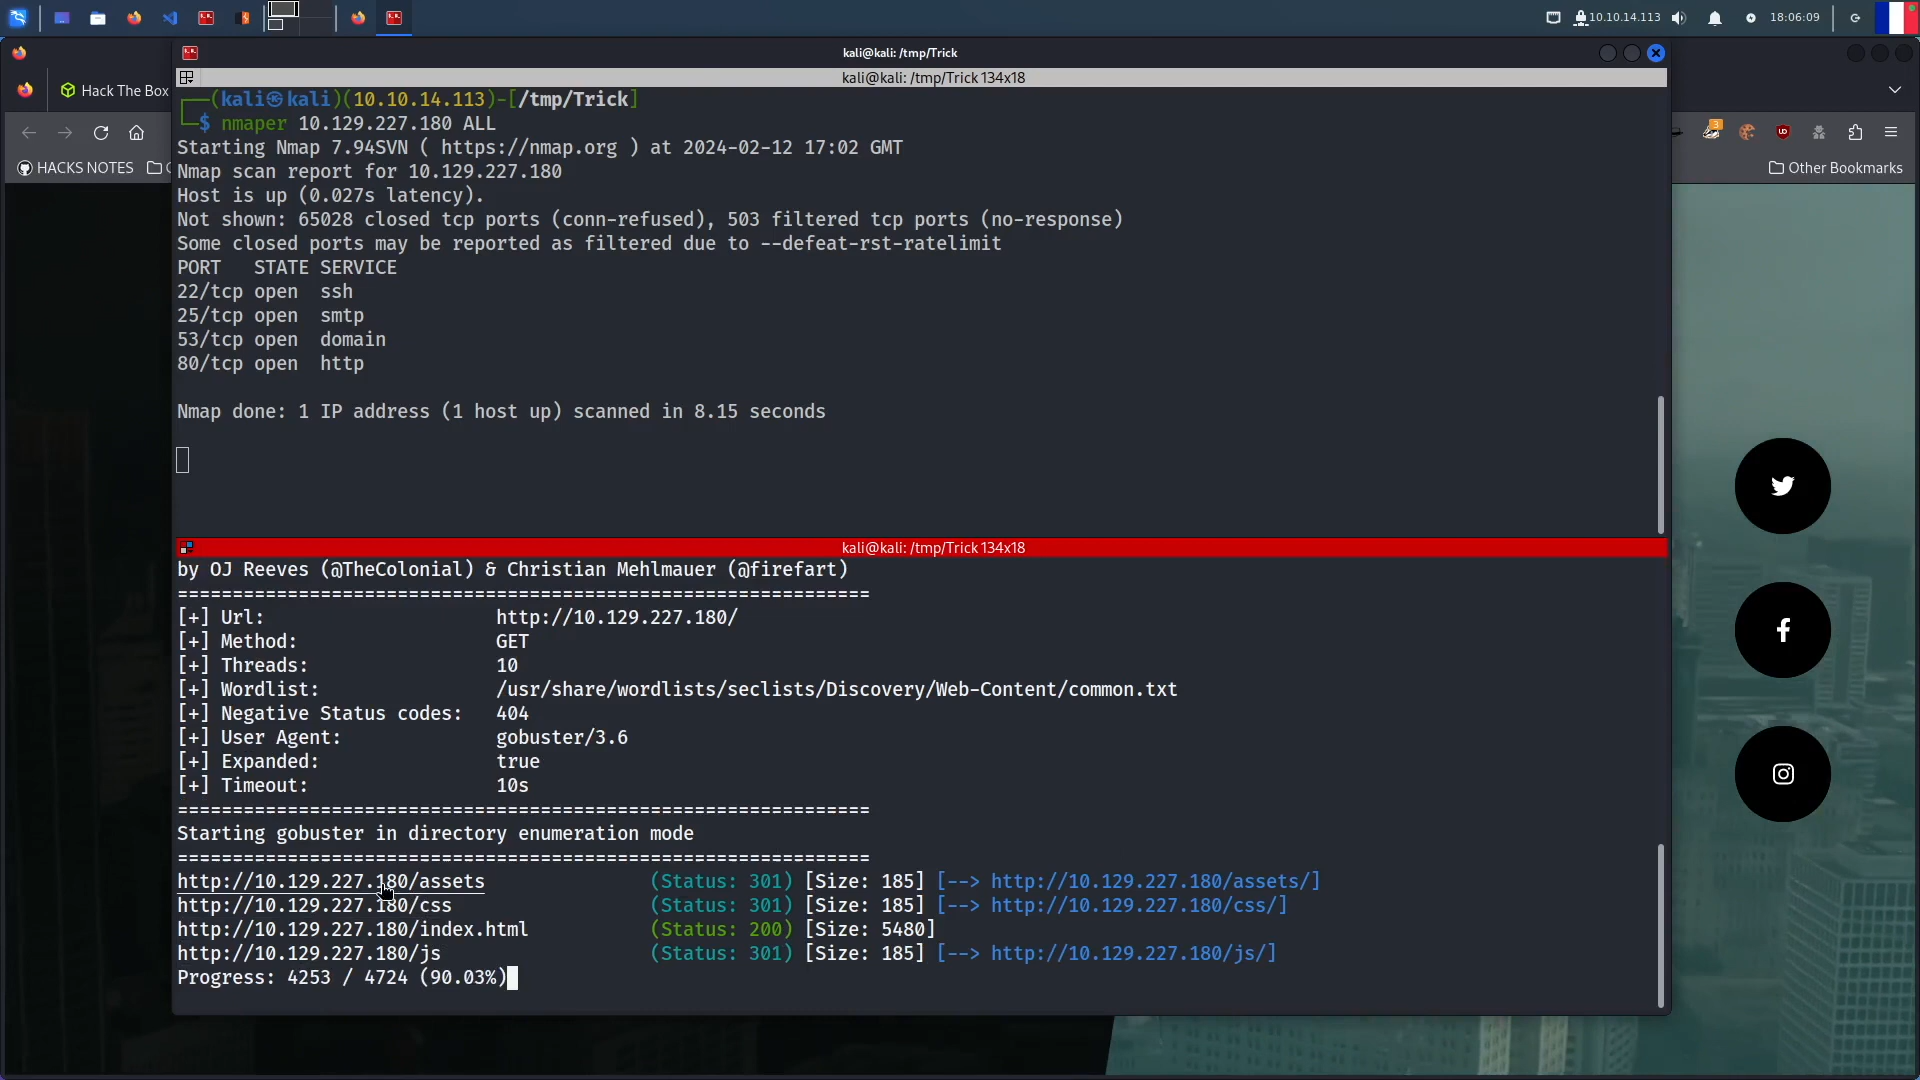 10.10.14.113
18:06:09
kali@kali: /tmp/Trick
kali@kali: /tmp/Trick 134x18
Hack The Box
HACKS NOTES
Other Bookmarks
3
┌──(kali㉿kali)(10.10.14.113)-[/tmp/Trick]
└─$ nmaper 10.129.227.180 ALL
Starting Nmap 7.94SVN ( https://nmap.org ) at 2024-02-12 17:02 GMT
Nmap scan report for 10.129.227.180
Host is up (0.027s latency).
Not shown: 65028 closed tcp ports (conn-refused), 503 filtered tcp ports (no-response)
Some closed ports may be reported as filtered due to --defeat-rst-ratelimit
PORT   STATE SERVICE
22/tcp open  ssh
25/tcp open  smtp
53/tcp open  domain
80/tcp open  http
Nmap done: 1 IP address (1 host up) scanned in 8.15 seconds
kali@kali: /tmp/Trick 134x18
by OJ Reeves (@TheColonial) & Christian Mehlmauer (@firefart)
===============================================================
[+] Url:                     http://10.129.227.180/
[+] Method:                  GET
[+] Threads:                 10
[+] Wordlist:                /usr/share/wordlists/seclists/Discovery/Web-Content/common.txt
[+] Negative Status codes:   404
[+] User Agent:              gobuster/3.6
[+] Expanded:                true
[+] Timeout:                 10s
===============================================================
Starting gobuster in directory enumeration mode
===============================================================
http://10.129.227.180/assets               (Status: 301) [Size: 185] [--> http://10.129.227.180/assets/]
http://10.129.227.180/css                  (Status: 301) [Size: 185] [--> http://10.129.227.180/css/]
http://10.129.227.180/index.html           (Status: 200) [Size: 5480]
http://10.129.227.180/js                   (Status: 301) [Size: 185] [--> http://10.129.227.180/js/]
Progress: 4253 / 4724 (90.03%)